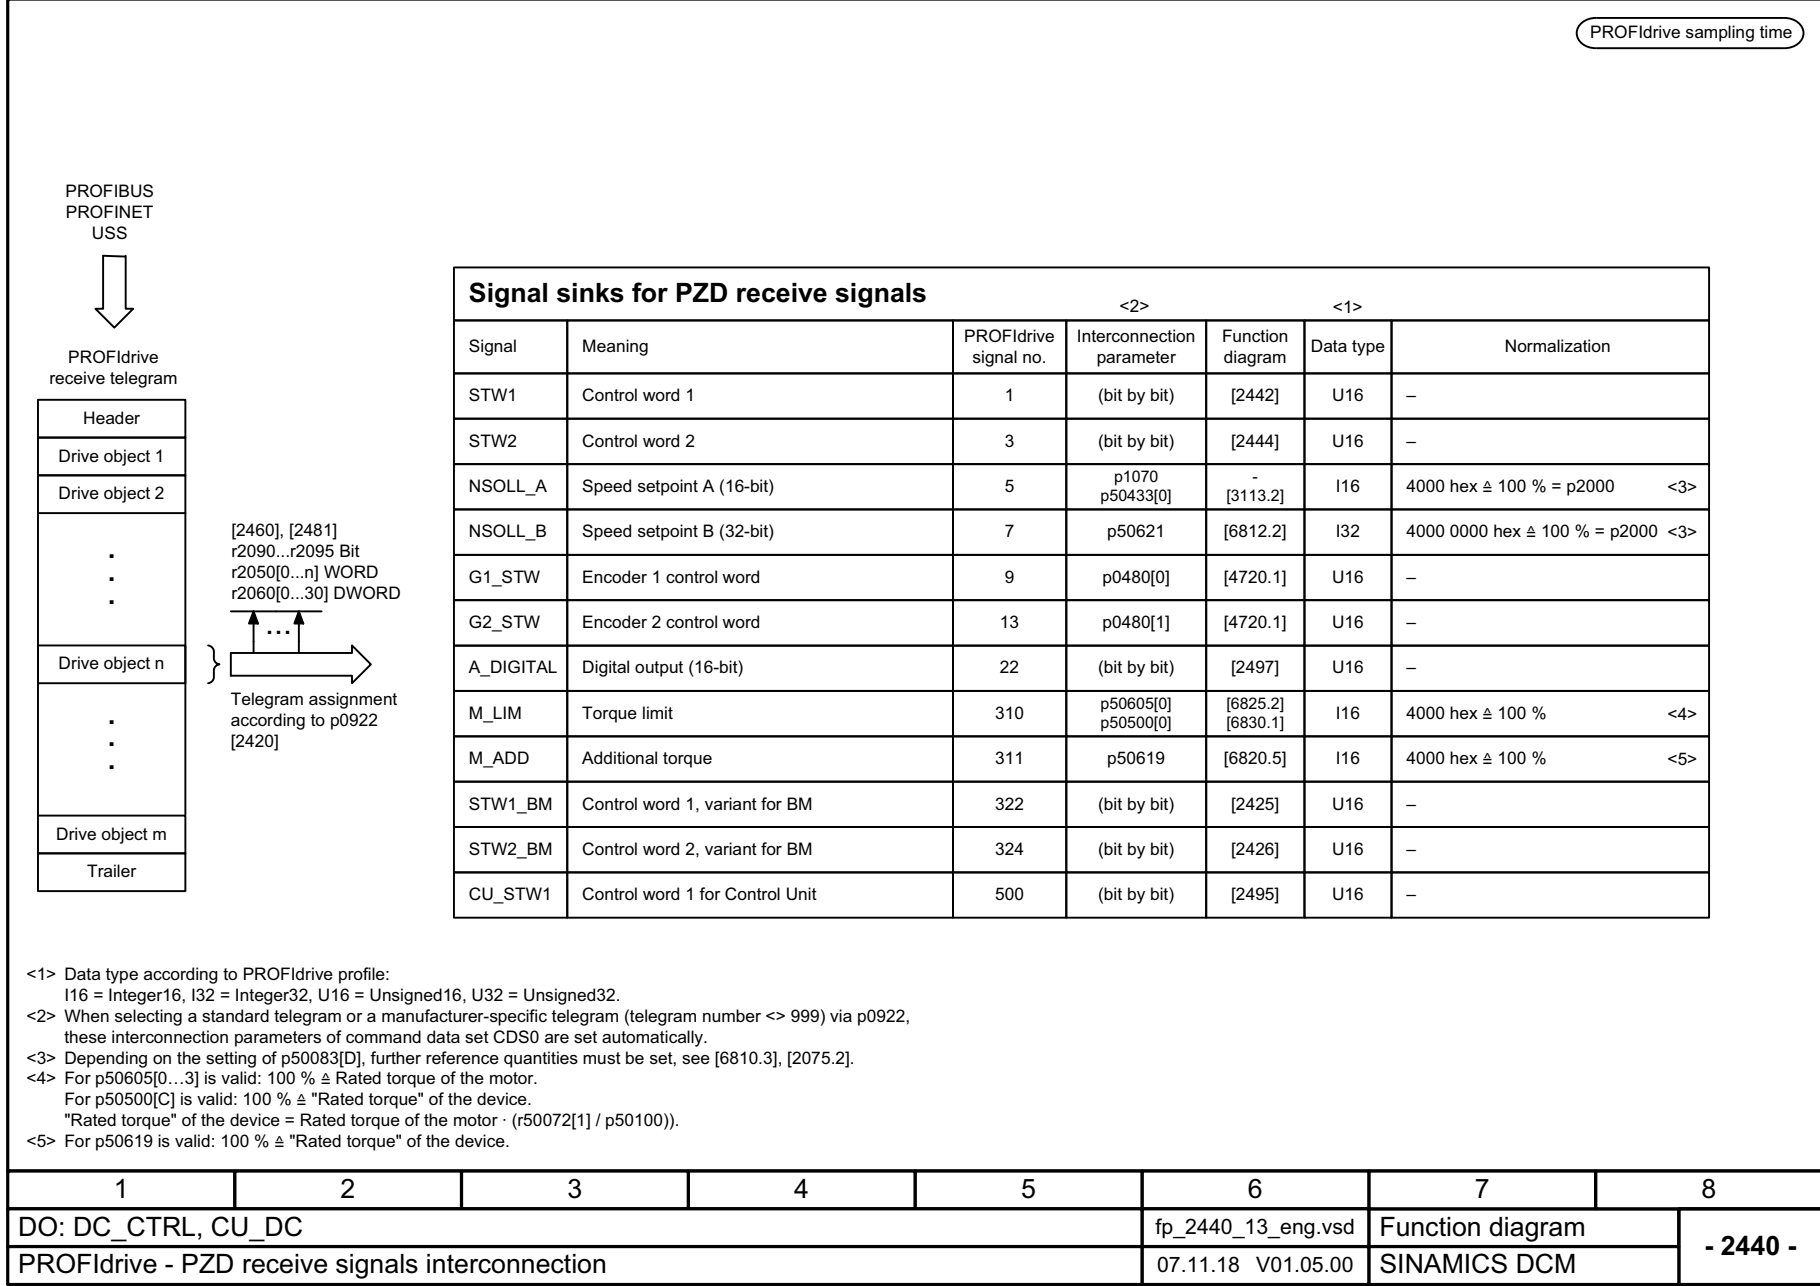 PROFIdrive sampling time
PROFIBUS
PROFINET
USS
PROFIdrive
receive telegram
Header
Drive object 1
Drive object 2
.
.
.
Drive object n
.
.
.
Drive object m
Trailer
[2460], [2481]
r2090...r2095 Bit
r2050[0...n] WORD
r2060[0...30] DWORD
...
}
Telegram assignment
according to p0922
[2420]
Signal sinks for PZD receive signals <2> <1>
Signal Meaning PROFIdrive signal no. Interconnection parameter Function diagram Data type Normalization
STW1 Control word 1 1 (bit by bit) [2442] U16 –
STW2 Control word 2 3 (bit by bit) [2444] U16 –
NSOLL_A Speed setpoint A (16-bit) 5 p1070 p50433[0] - [3113.2] I16 4000 hex ≙ 100 % = p2000 <3>
NSOLL_B Speed setpoint B (32-bit) 7 p50621 [6812.2] I32 4000 0000 hex ≙ 100 % = p2000 <3>
G1_STW Encoder 1 control word 9 p0480[0] [4720.1] U16 –
G2_STW Encoder 2 control word 13 p0480[1] [4720.1] U16 –
A_DIGITAL Digital output (16-bit) 22 (bit by bit) [2497] U16 –
M_LIM Torque limit 310 p50605[0] p50500[0] [6825.2] [6830.1] I16 4000 hex ≙ 100 % <4>
M_ADD Additional torque 311 p50619 [6820.5] I16 4000 hex ≙ 100 % <5>
STW1_BM Control word 1, variant for BM 322 (bit by bit) [2425] U16 –
STW2_BM Control word 2, variant for BM 324 (bit by bit) [2426] U16 –
CU_STW1 Control word 1 for Control Unit 500 (bit by bit) [2495] U16 –
<1> Data type according to PROFIdrive profile:
I16 = Integer16, I32 = Integer32, U16 = Unsigned16, U32 = Unsigned32.
<2> When selecting a standard telegram or a manufacturer-specific telegram (telegram number <> 999) via p0922,
these interconnection parameters of command data set CDS0 are set automatically.
<3> Depending on the setting of p50083[D], further reference quantities must be set, see [6810.3], [2075.2].
<4> For p50605[0…3] is valid: 100 % ≙ Rated torque of the motor.
For p50500[C] is valid: 100 % ≙ "Rated torque" of the device.
"Rated torque" of the device = Rated torque of the motor · (r50072[1] / p50100)).
<5> For p50619 is valid: 100 % ≙ "Rated torque" of the device.
1 2 3 4 5 6 7 8
DO: DC_CTRL, CU_DC fp_2440_13_eng.vsd Function diagram
- 2440 -
PROFIdrive - PZD receive signals interconnection 07.11.18 V01.05.00 SINAMICS DCM